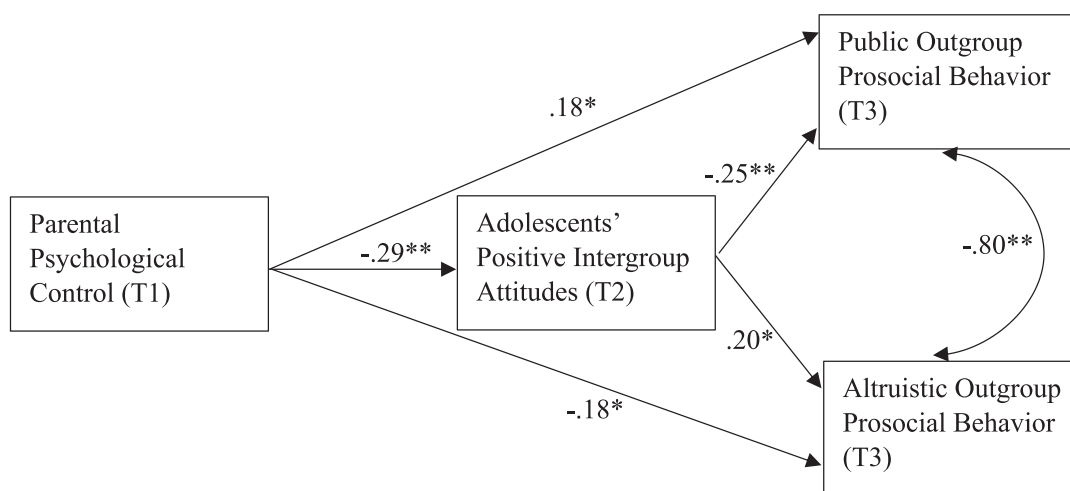 Public Outgroup
Prosocial Behavior
(T3)
.18*
-.25**
Parental
Psychological
Control (T1)
-.29**
Adolescents’
Positive Intergroup
Attitudes (T2)
-.80**
.20*
-.18*
Altruistic Outgroup
Prosocial Behavior
(T3)